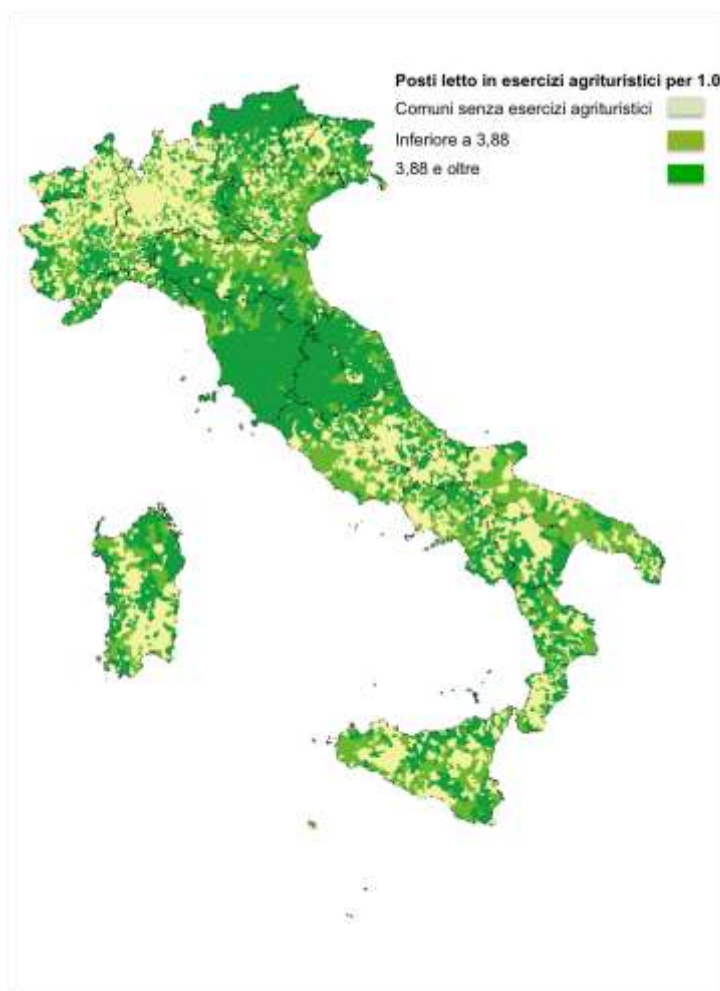 Posti letto in esercizi agrituristici per 1.0
Comuni senza esercizi agrituristici
Inferiore a 3,88
3,88 e oltre